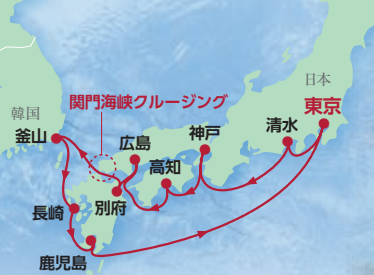 日本
韓国
関門海峡クルージング
東京
釜山
広島
神戸
清水
高知
長崎
別府
鹿児島